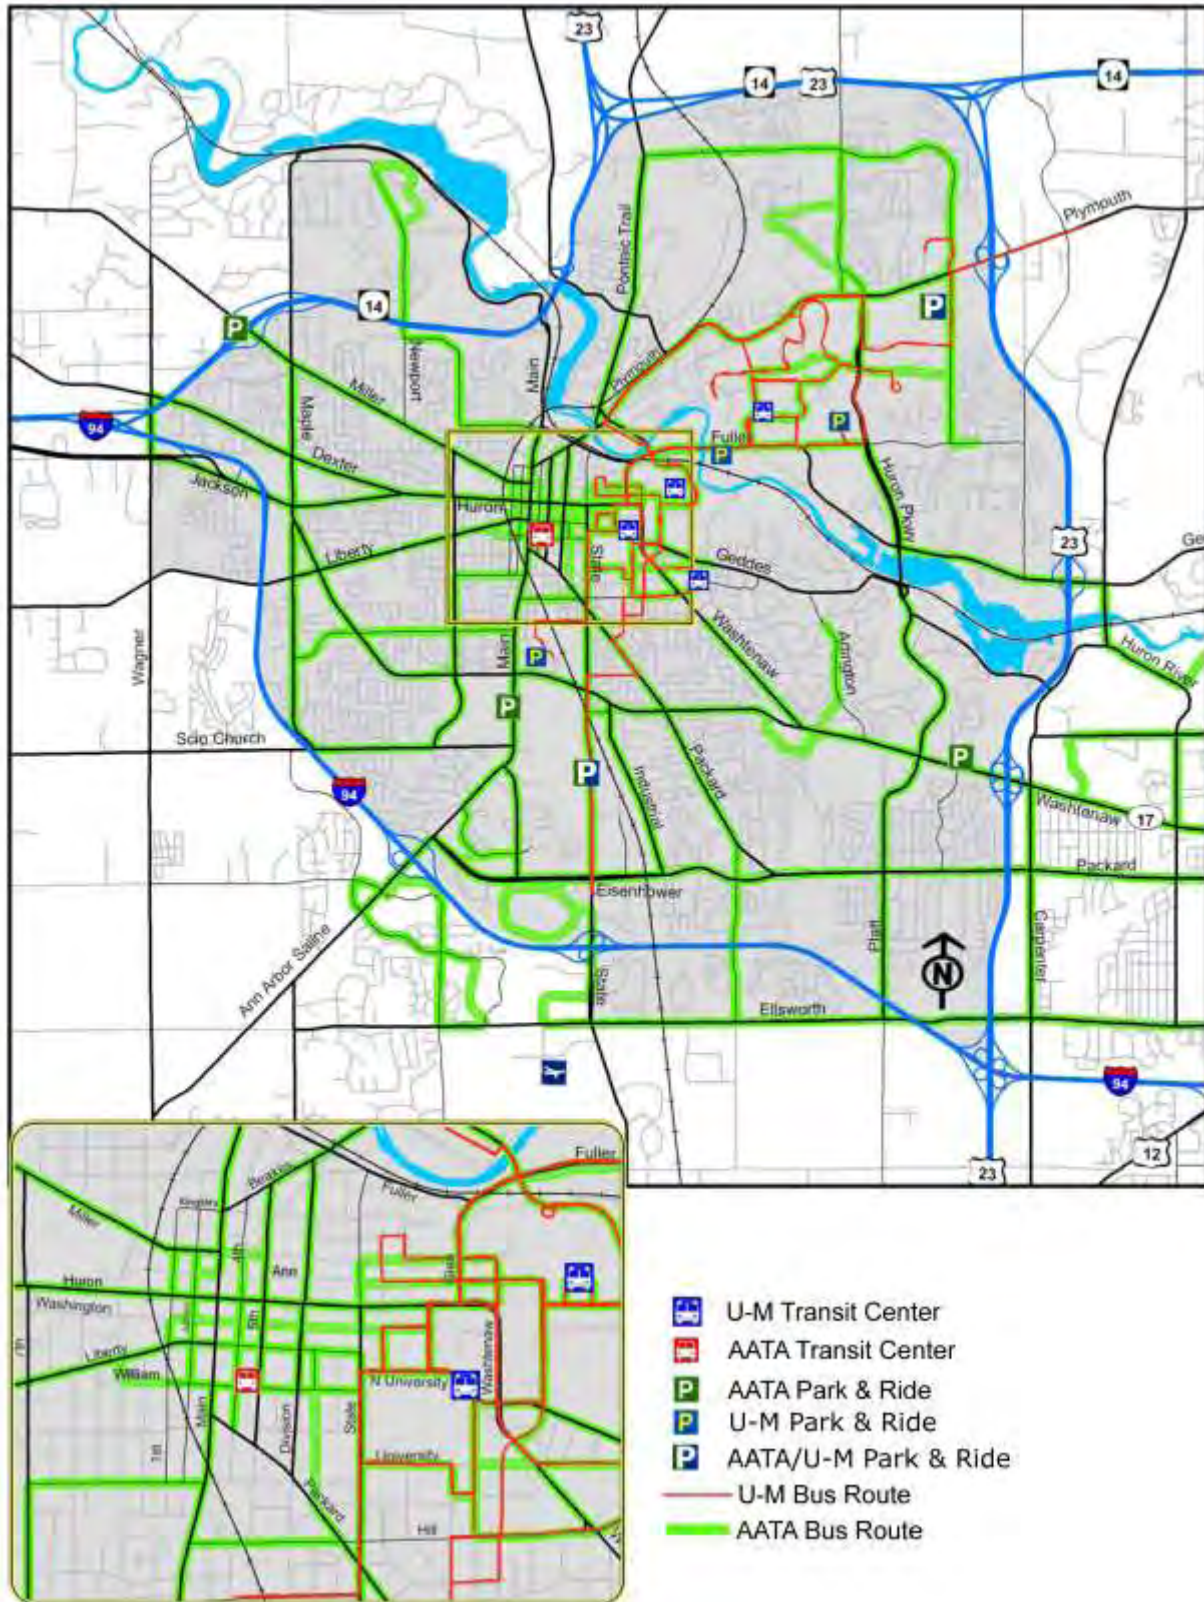 23
14
23
14
Plymouth
Pontiac Trail
14
Newport
Main
Plymouth
Miller
Maple
94
Dexter
Fuller
Jackson
Huron
Huron Pkwy
Liberty
State
Geddes
23
Ge
Washtenaw
Arlington
Wagner
Main
Huron River
Scio Church
Packard
Industrial
94
Washtenaw
17
Packard
Eisenhower
Platt
Carpenter
Ann Arbor Saline
N
State
Ellsworth
94
12
23
Fuller
Beakes
Fuller
Kingsley
Miller
4th
Ann
Glen
Huron
Washington
Ashley
5th
7th
Liberty
William
N University
Washtenaw
Main
Division
State
1st
University
Packard
Hill
P
P
P
P
P
P
P
P
U-M Transit Center
AATA Transit Center
P AATA Park & Ride
P U-M Park & Ride
P AATA/U-M Park & Ride
U-M Bus Route
AATA Bus Route